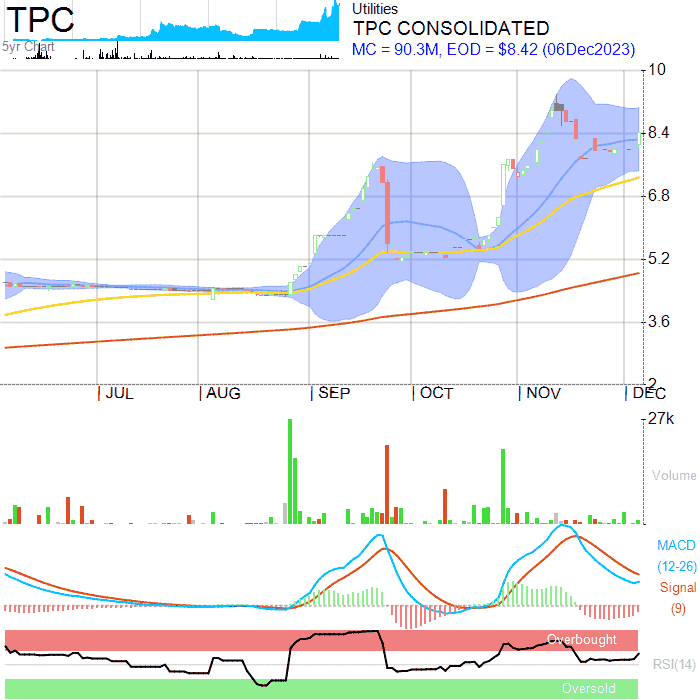 TPC
5yr Chart
Utilities
TPC CONSOLIDATED
MC = 90.3M, EOD = $8.42 (06Dec2023)
10
8.4
6.8
5.2
3.6
2
JUL AUG SEP OCT NOV DEC
27k
Volume
MACD
(12-26)
Signal
(9)
Overbought
RSI(14)
Oversold